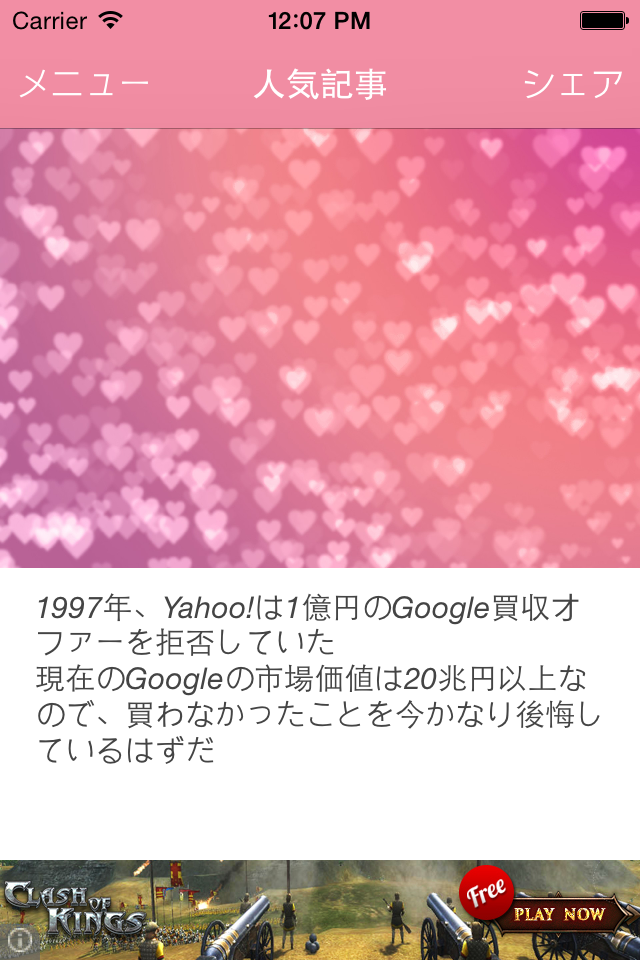 Carrier 12:07 PM
メニュー 人気記事 シェア
1997年、Yahoo!は1億円のGoogle買収オ
ファーを拒否していた
現在のGoogleの市場価値は20兆円以上な
ので、買わなかったことを今かなり後悔し
ているはずだ
CLASH OF
KINGS
Free
PLAY NOW